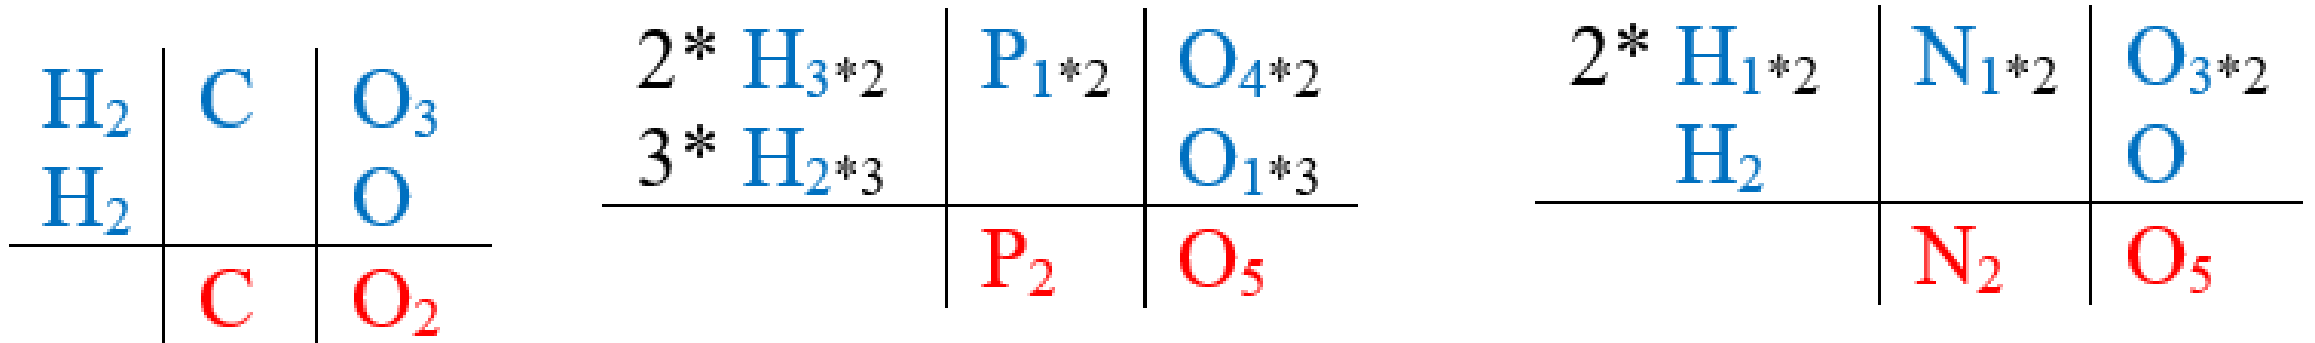 H₂ C O₃
H₂ O
C O₂
2* H₃*₂ P₁*₂ O₄*₂
3* H₂*₃ O₁*₃
P₂ O₅
2* H₁*₂ N₁*₂ O₃*₂
H₂ O
N₂ O₅